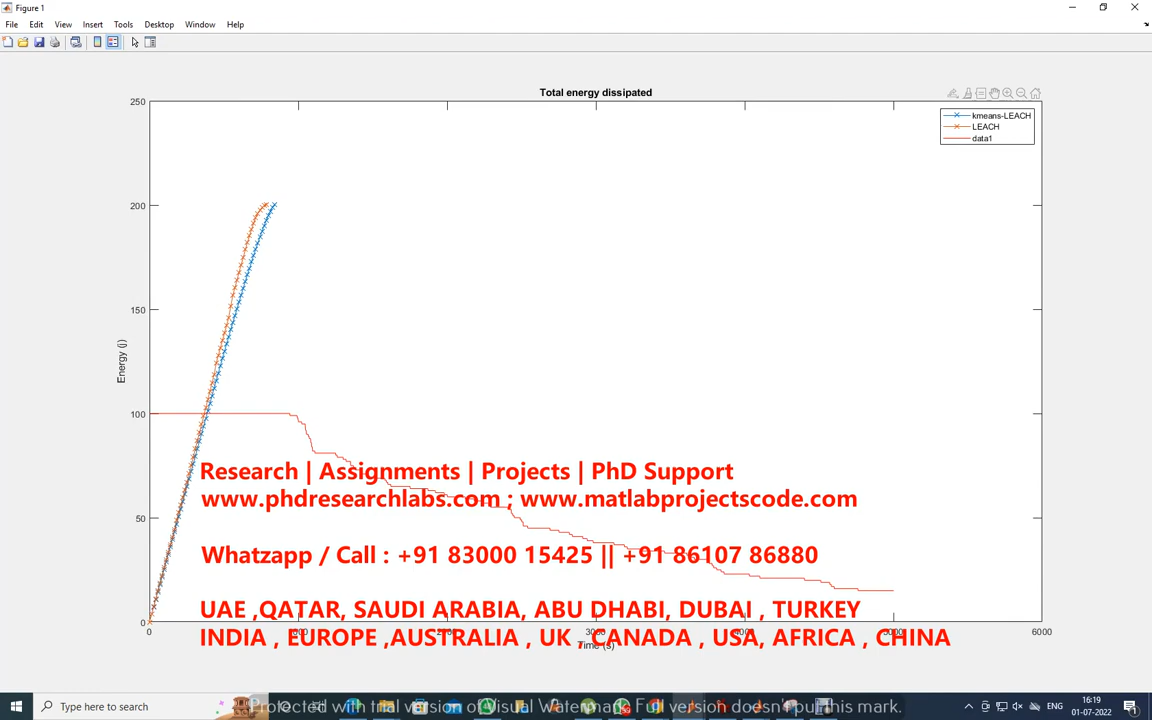 Figure 1
File Edit View Insert Tools Desktop Window Help
Total energy dissipated
kmeans-LEACH
LEACH
data1
250
200
150
100
50
0
Energy (j)
0 3000 5000 6000
Time (s)
Research | Assignments | Projects | PhD Support
www.phdresearchlabs.com ; www.matlabprojectscode.com
Whatzapp / Call : +91 83000 15425 || +91 86107 86880
UAE ,QATAR, SAUDI ARABIA, ABU DHABI, DUBAI , TURKEY
INDIA , EUROPE ,AUSTRALIA , UK , CANADA , USA, AFRICA , CHINA
Type here to search
Protected with trial version of Visual Watermark. Full version doesn't put this mark.
ENG
16:19
01-07-2022